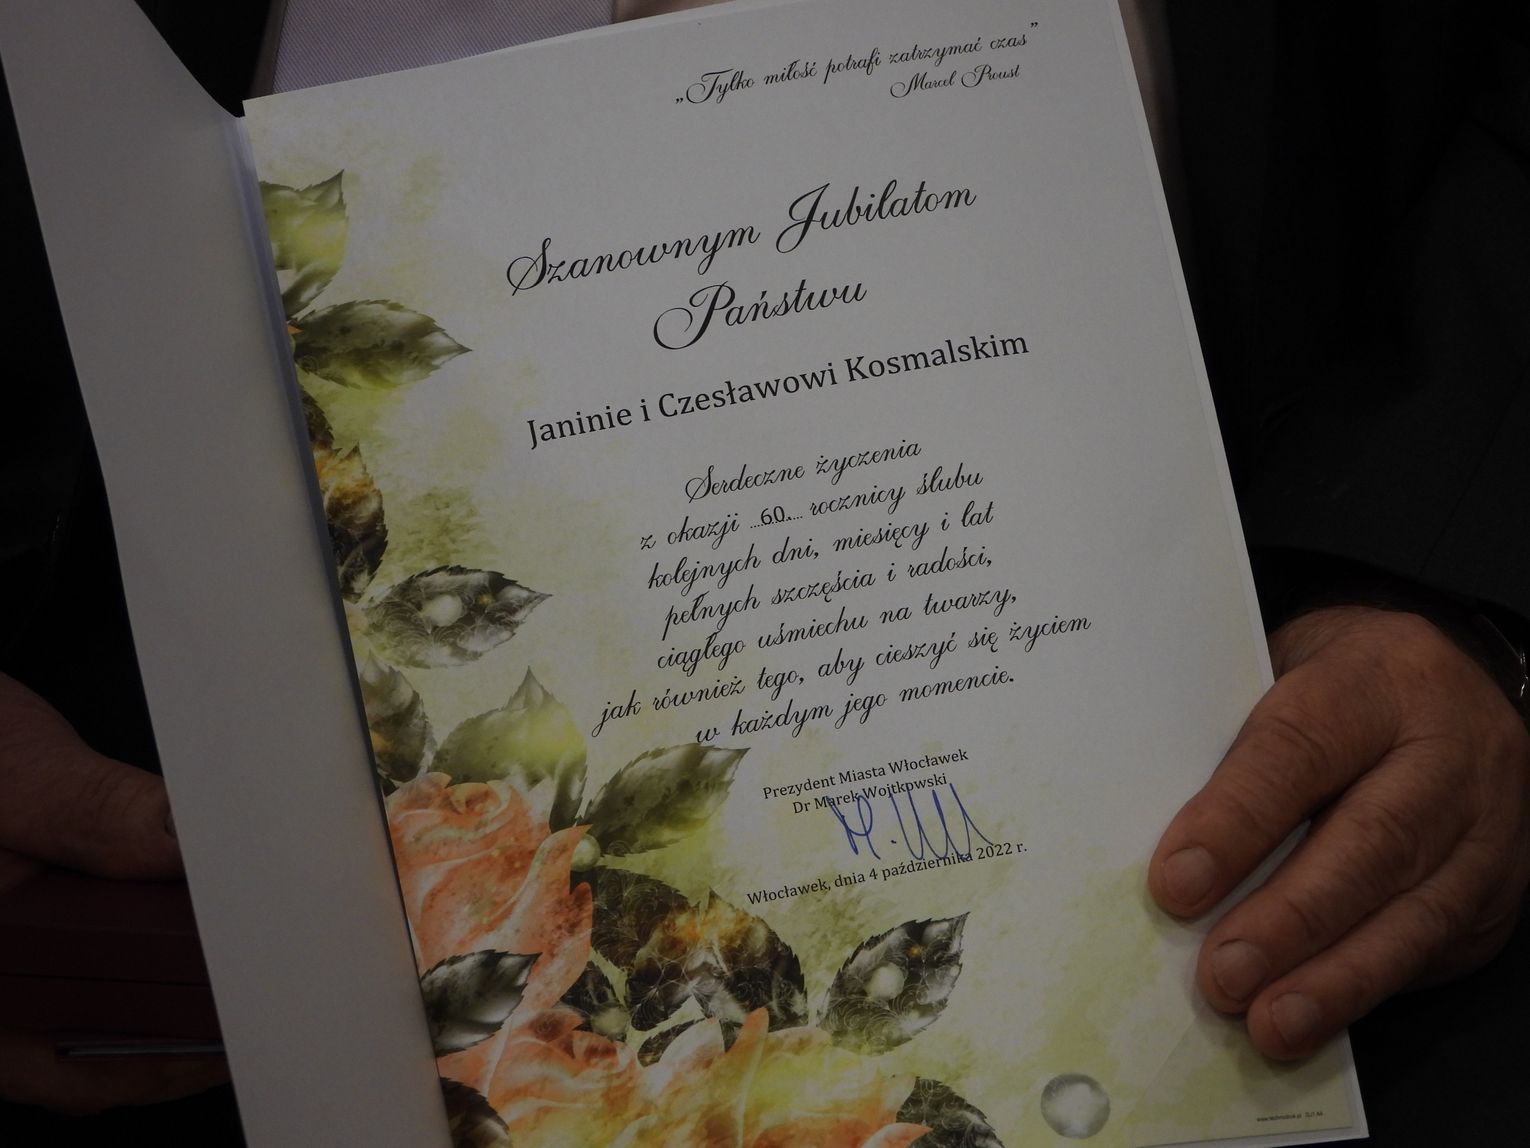 „Tylko miłość potrafi zatrzymać czas”
Marcel Proust
Szanownym Jubilatom
Państwu
Janinie i Czesławowi Kosmalskim
Serdeczne życzenia
z okazji ...60.... rocznicy ślubu
kolejnych dni, miesięcy i lat
pełnych szczęścia i radości,
ciągłego uśmiechu na twarzy,
jak również tego, aby cieszyć się życiem
w każdym jego momencie.
Prezydent Miasta Włocławek
Dr Marek Wojtkowski
Włocławek, dnia 4 października 2022 r.